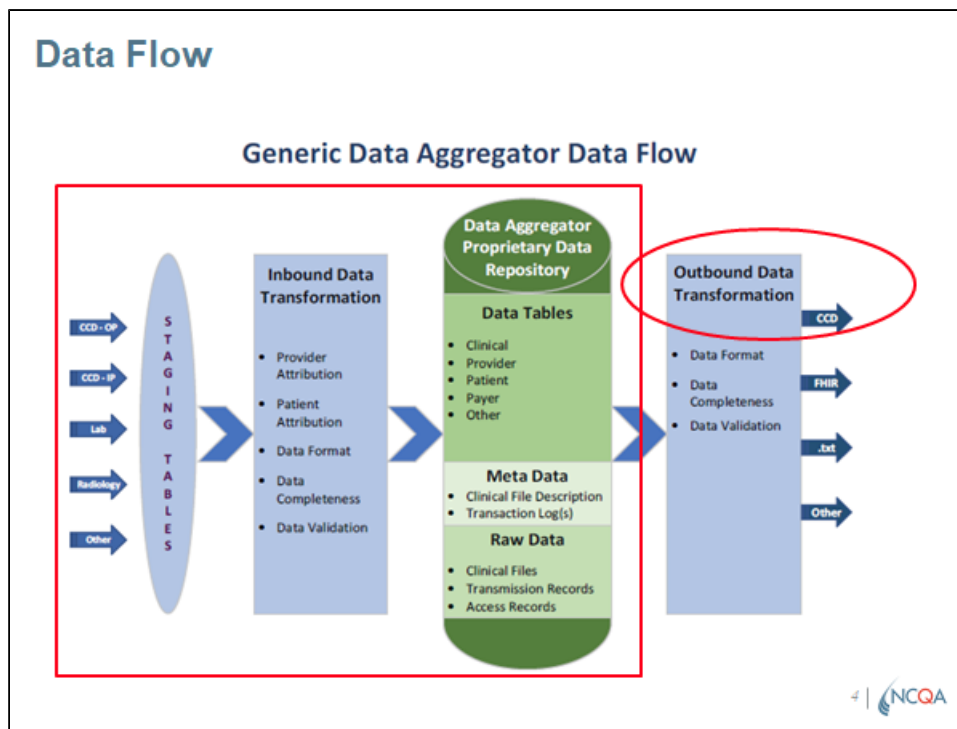 Data Flow
Generic Data Aggregator Data Flow
CCD - OP
CCD - IP
Lab
Radiology
Other
STAGING TABLES
Inbound Data
Transformation
• Provider
Attribution
• Patient
Attribution
• Data Format
• Data
Completeness
• Data Validation
Data Aggregator
Proprietary Data
Repository
Data Tables
• Clinical
• Provider
• Patient
• Payer
• Other
Meta Data
• Clinical File Description
• Transaction Log(s)
Raw Data
• Clinical Files
• Transmission Records
• Access Records
Outbound Data
Transformation
• Data Format
• Data
Completeness
• Data Validation
CCD
FHIR
.txt
Other
4 | NCQA